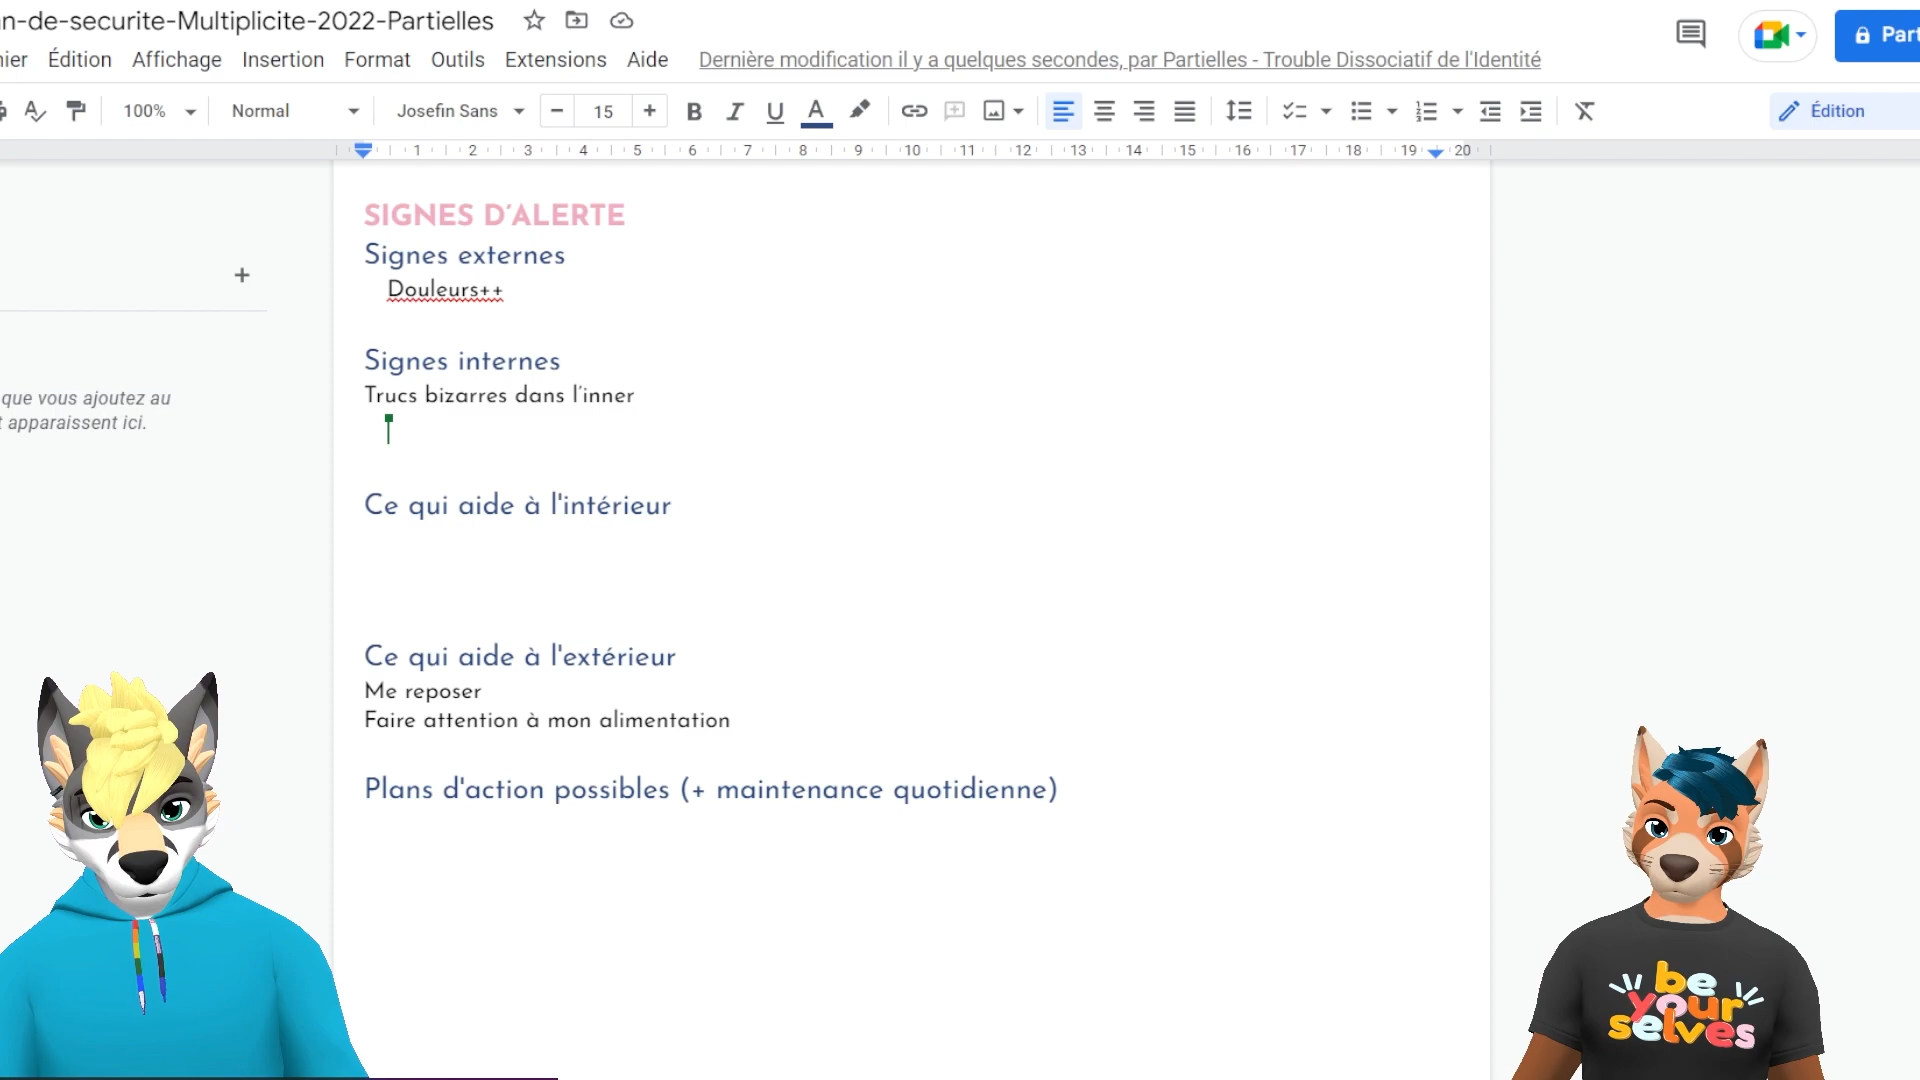 n-de-securite-Multiplicite-2022-Partielles
ier Édition Affichage Insertion Format Outils Extensions Aide Dernière modification il y a quelques secondes, par Partielles - Trouble Dissociatif de l'Identité
Part
100% Normal Josefin Sans 15 B I U A Édition
1 2 3 4 5 6 7 8 9 10 11 12 13 14 15 16 17 18 19 20
SIGNES D'ALERTE
Signes externes
Douleurs++
Signes internes
Trucs bizarres dans l'inner
que vous ajoutez au
t apparaissent ici.
Ce qui aide à l'intérieur
Ce qui aide à l'extérieur
Me reposer
Faire attention à mon alimentation
Plans d'action possibles (+ maintenance quotidienne)
be
your
selves